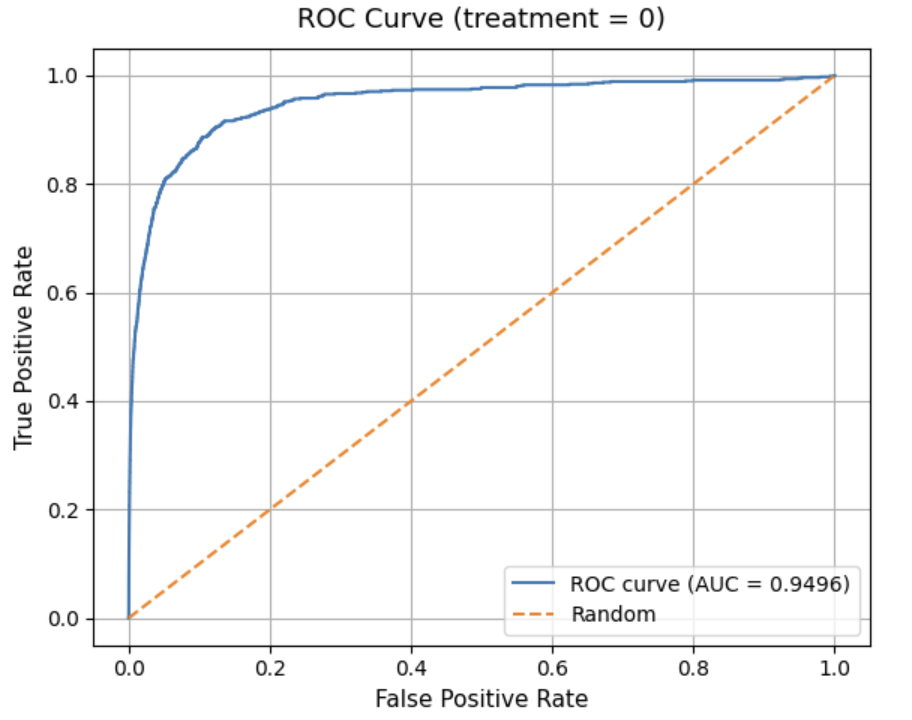 ROC Curve (treatment = 0)
True Positive Rate
1.0
0.8
0.6
0.4
0.2
0.0
ROC curve (AUC = 0.9496)
Random
0.0 0.2 0.4 0.6 0.8 1.0
False Positive Rate